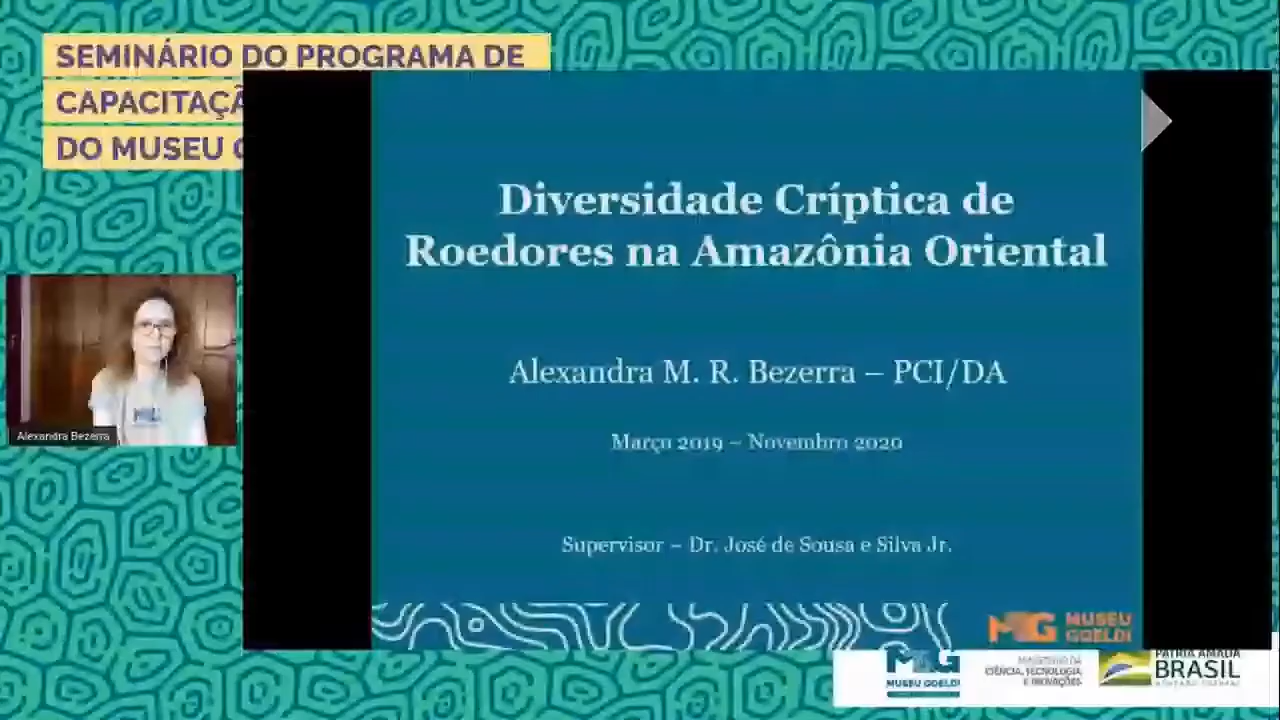 SEMINÁRIO DO PROGRAMA DE
CAPACITAÇÃ
DO MUSEU G
Diversidade Críptica de
Roedores na Amazônia Oriental
Alexandra M. R. Bezerra – PCI/DA
Março 2019 – Novembro 2020
Supervisor – Dr. José de Sousa e Silva Jr.
Alexandra Bezerra
MUSEU
GOELDI
MUSEU GOELDI
MINISTÉRIO DA
CIÊNCIA, TECNOLOGIA
E INOVAÇÕES
PÁTRIA AMADA
BRASIL